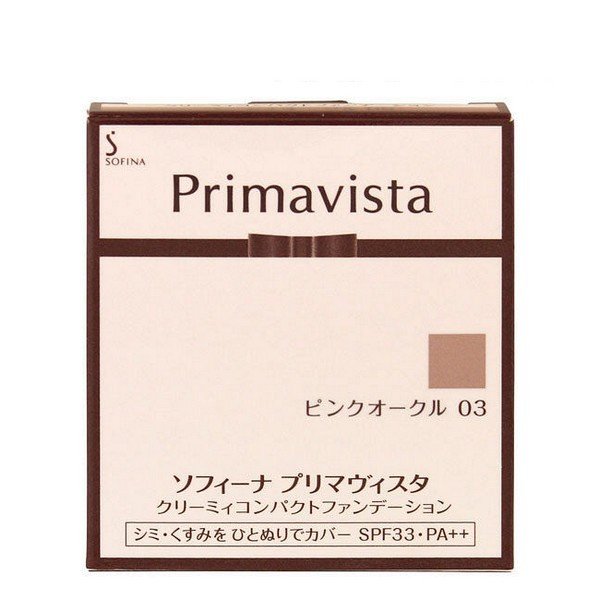 SOFINA
Primavista
ピンクオークル 03
ソフィーナ プリマヴィスタ
クリーミィコンパクトファンデーション
シミ・くすみを ひとぬりでカバー SPF33・PA++